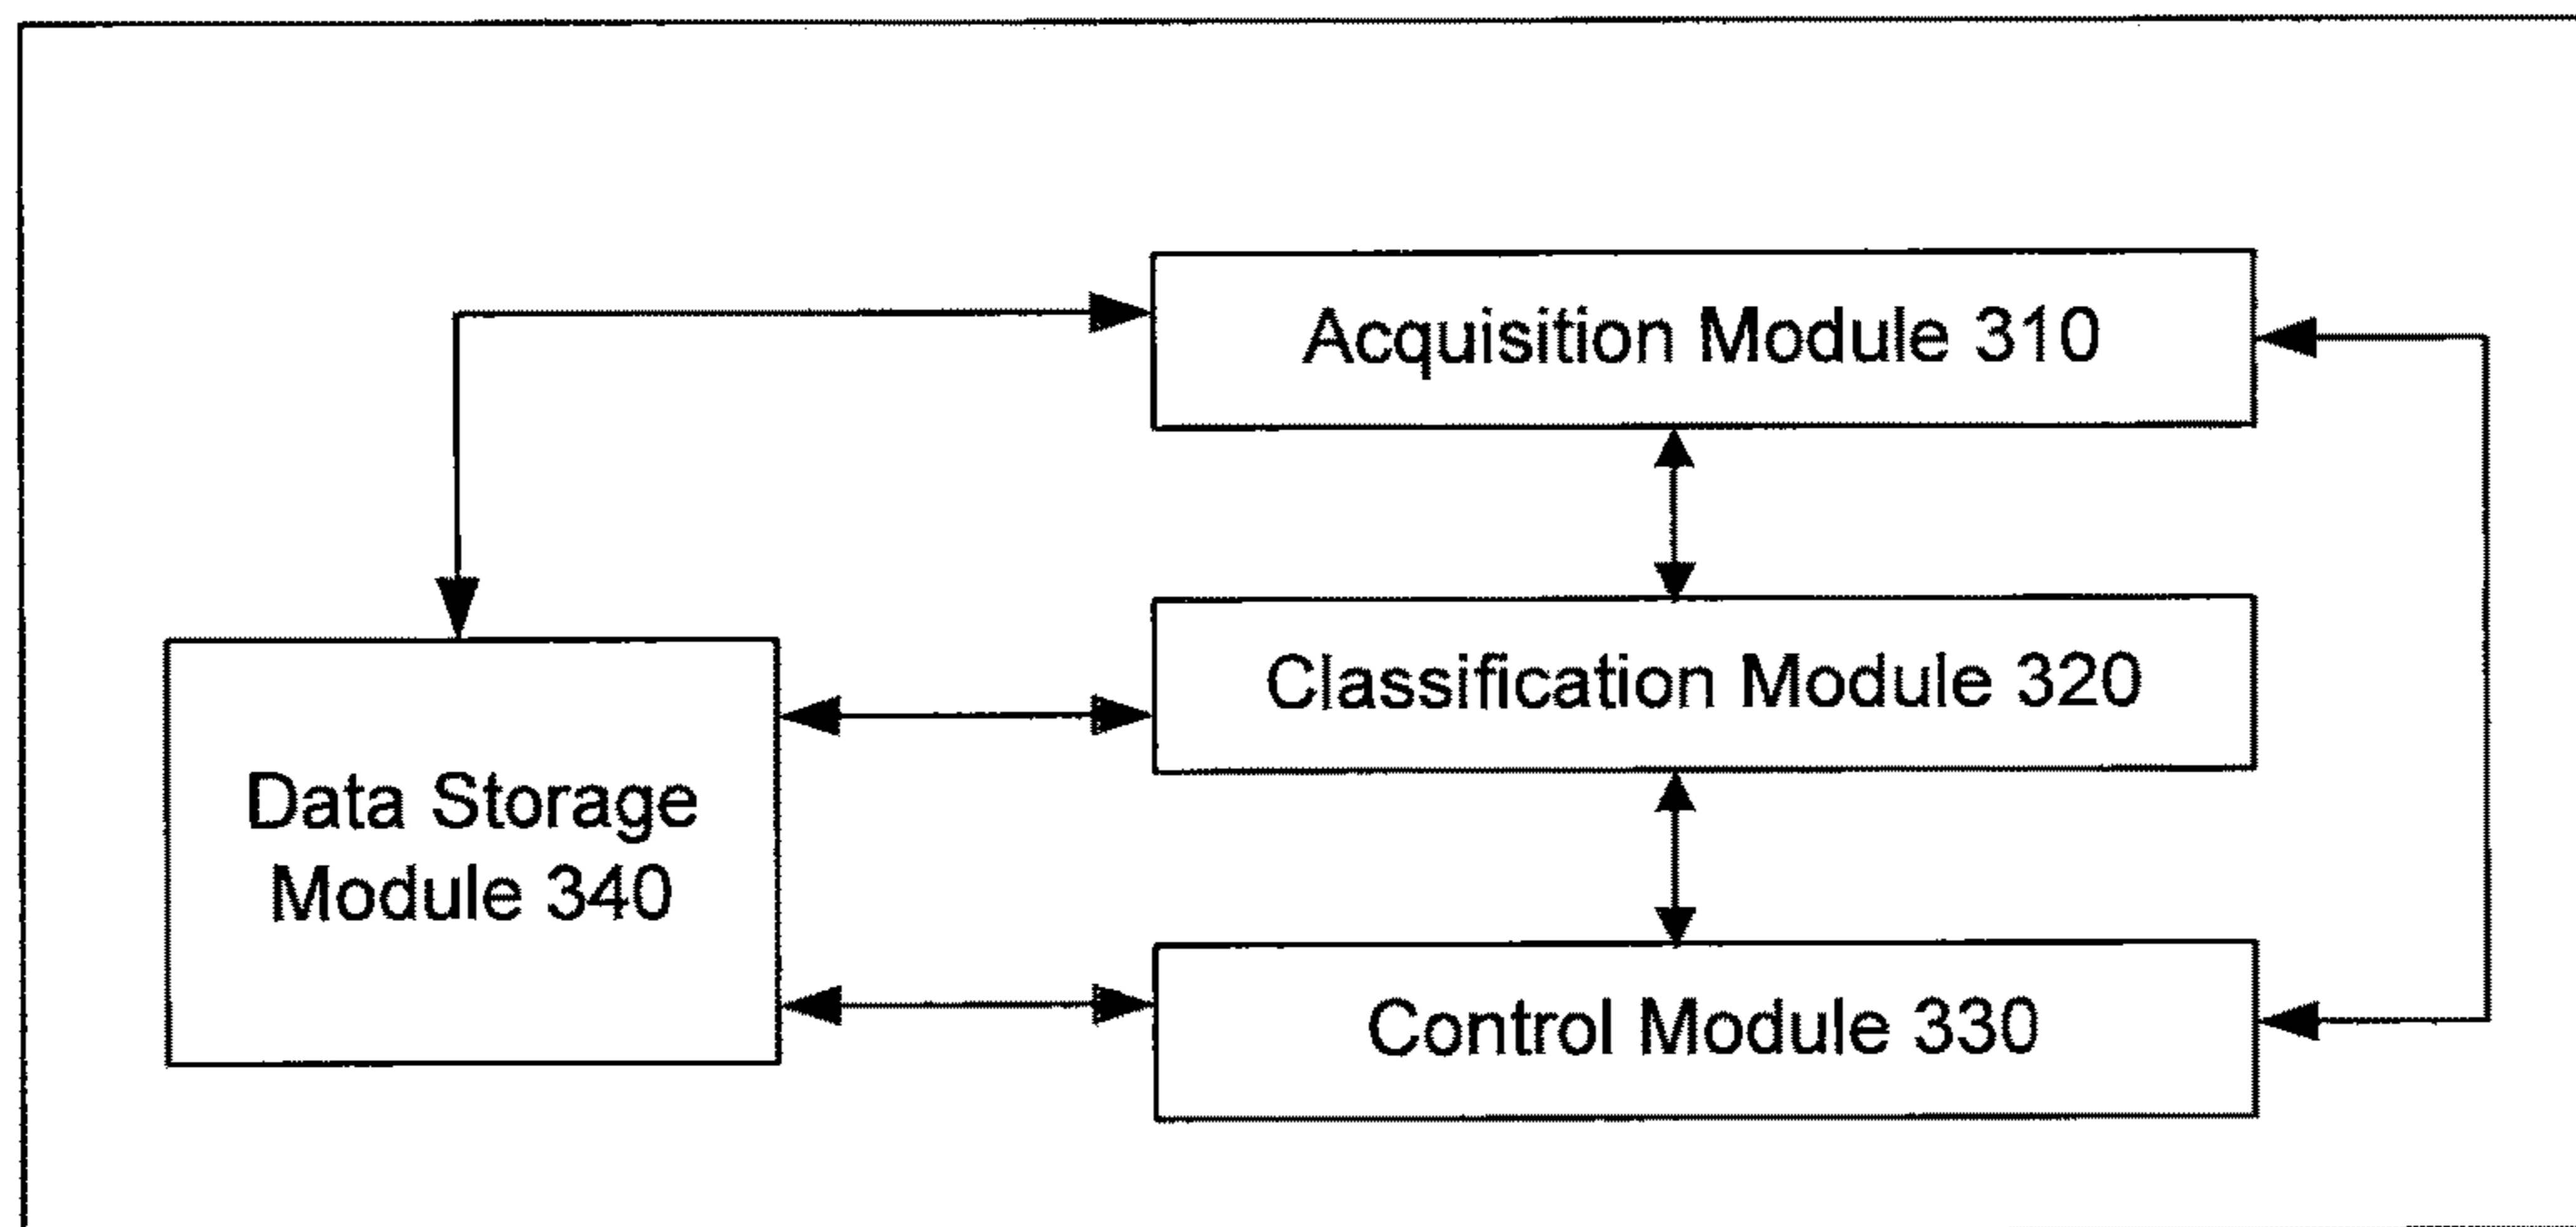 Acquisition Module 310
Classification Module 320
Data Storage
Module 340
Control Module 330